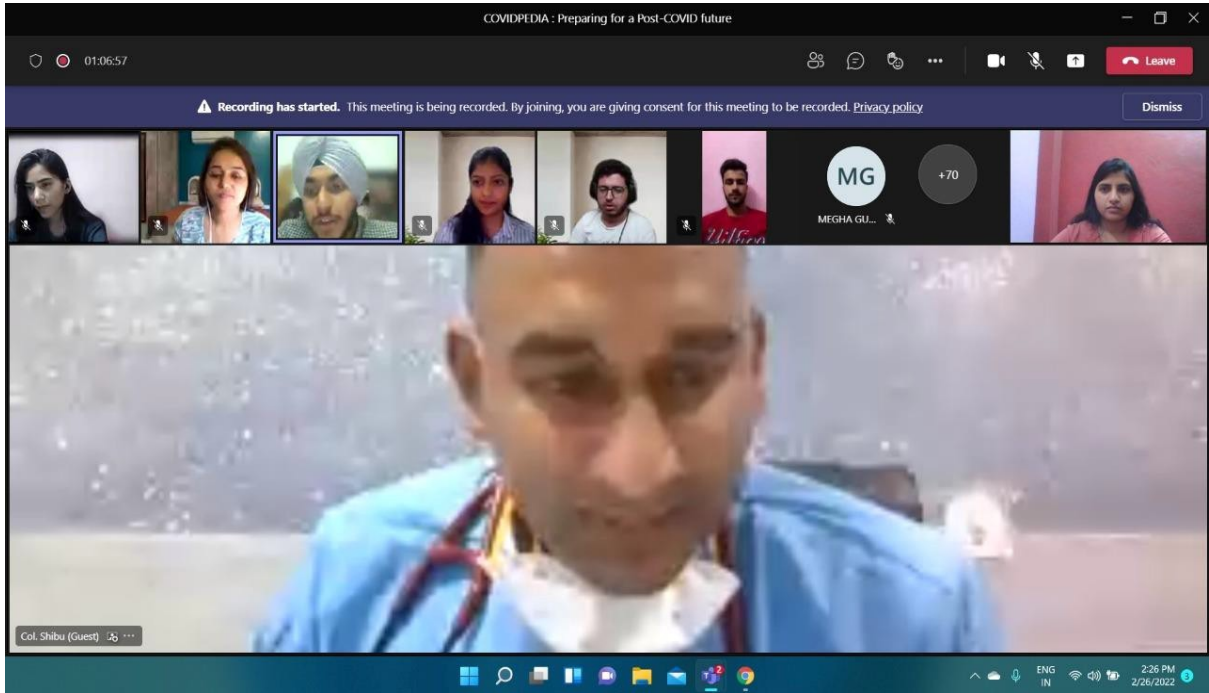 COVIDPEDIA : Preparing for a Post-COVID future
01:06:57
Leave
Recording has started. This meeting is being recorded. By joining, you are giving consent for this meeting to be recorded. Privacy policy
Dismiss
MG
+70
MEGHA GU...
Col. Shibu (Guest)
2
ENG
IN
2:26 PM
2/26/2022
3